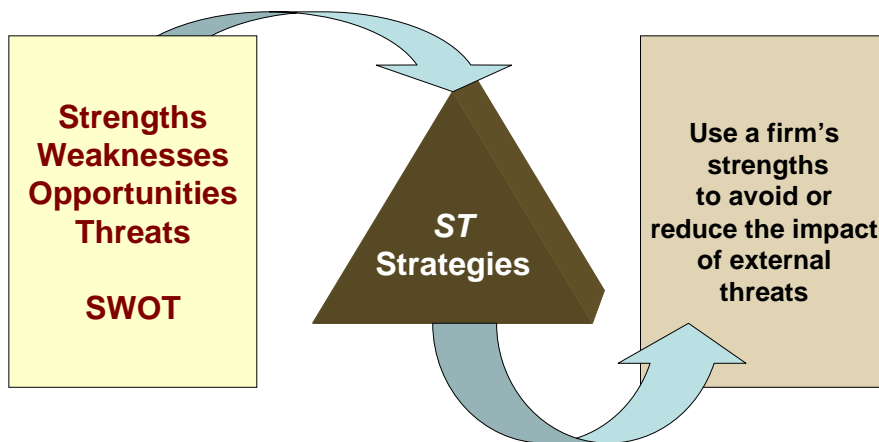 Strengths
Weaknesses
Opportunities
Threats
SWOT
ST
Strategies
Use a firm’s
strengths
to avoid or
reduce the impact
of external
threats